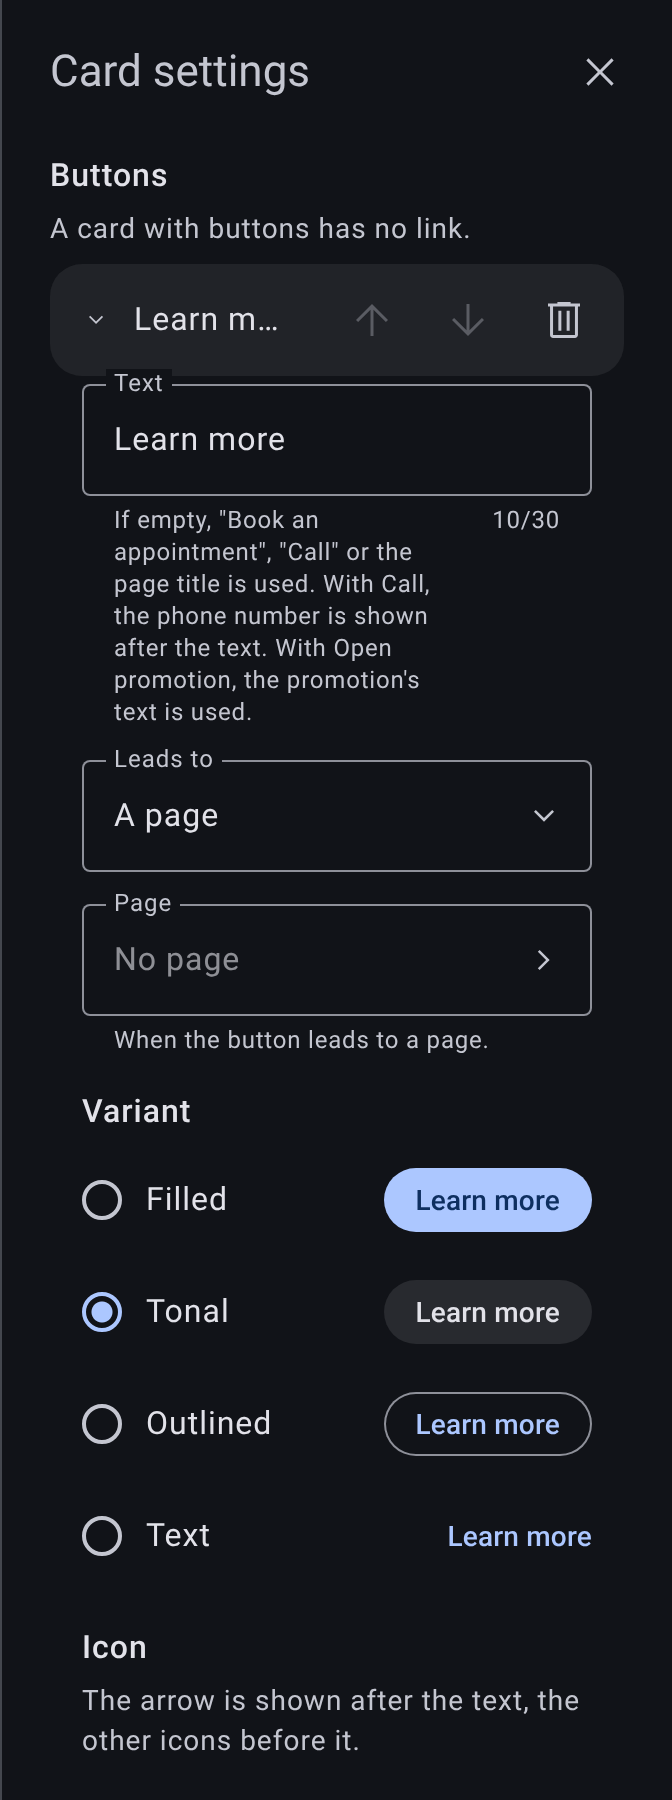 Card settings
Buttons
A card with buttons has no link.
Learn m...
Text
Learn more
If empty, "Book an
appointment", "Call" or the
page title is used. With Call,
the phone number is shown
after the text. With Open
promotion, the promotion's
text is used.
10/30
Leads to
A page
Page
No page
When the button leads to a page.
Variant
Filled
Learn more
Tonal
Learn more
Outlined
Learn more
Text
Learn more
Icon
The arrow is shown after the text, the
other icons before it.